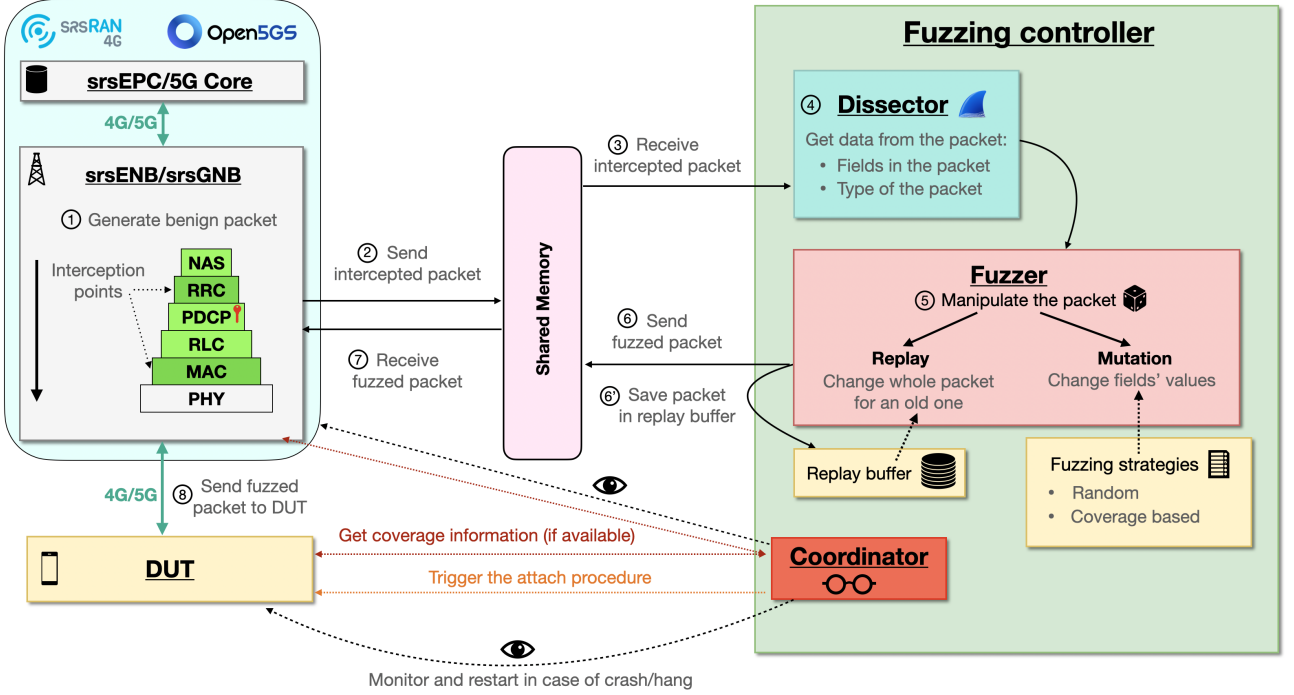 srsRAN
4G
Open5GS
srsEPC/5G Core
4G/5G
srsENB/srsGNB
① Generate benign packet
Interception
points
NAS
RRC
PDCP
RLC
MAC
PHY
② Send
intercepted packet
⑦ Receive
fuzzed packet
Shared Memory
③ Receive
intercepted packet
⑥ Send
fuzzed packet
⑥' Save packet
in replay buffer
Fuzzing controller
④ Dissector
Get data from the packet:
• Fields in the packet
• Type of the packet
Fuzzer
⑤ Manipulate the packet
Replay
Change whole packet
for an old one
Mutation
Change fields' values
Replay buffer
Fuzzing strategies
• Random
• Coverage based
4G/5G
⑧ Send fuzzed
packet to DUT
DUT
Get coverage information (if available)
Trigger the attach procedure
Coordinator
Monitor and restart in case of crash/hang